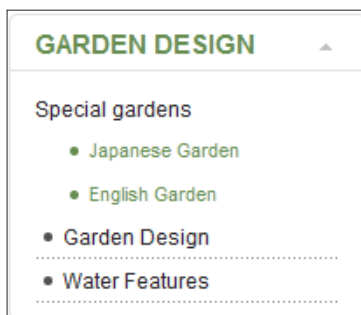 GARDEN DESIGN
Special gardens
Japanese Garden
English Garden
Garden Design
Water Features